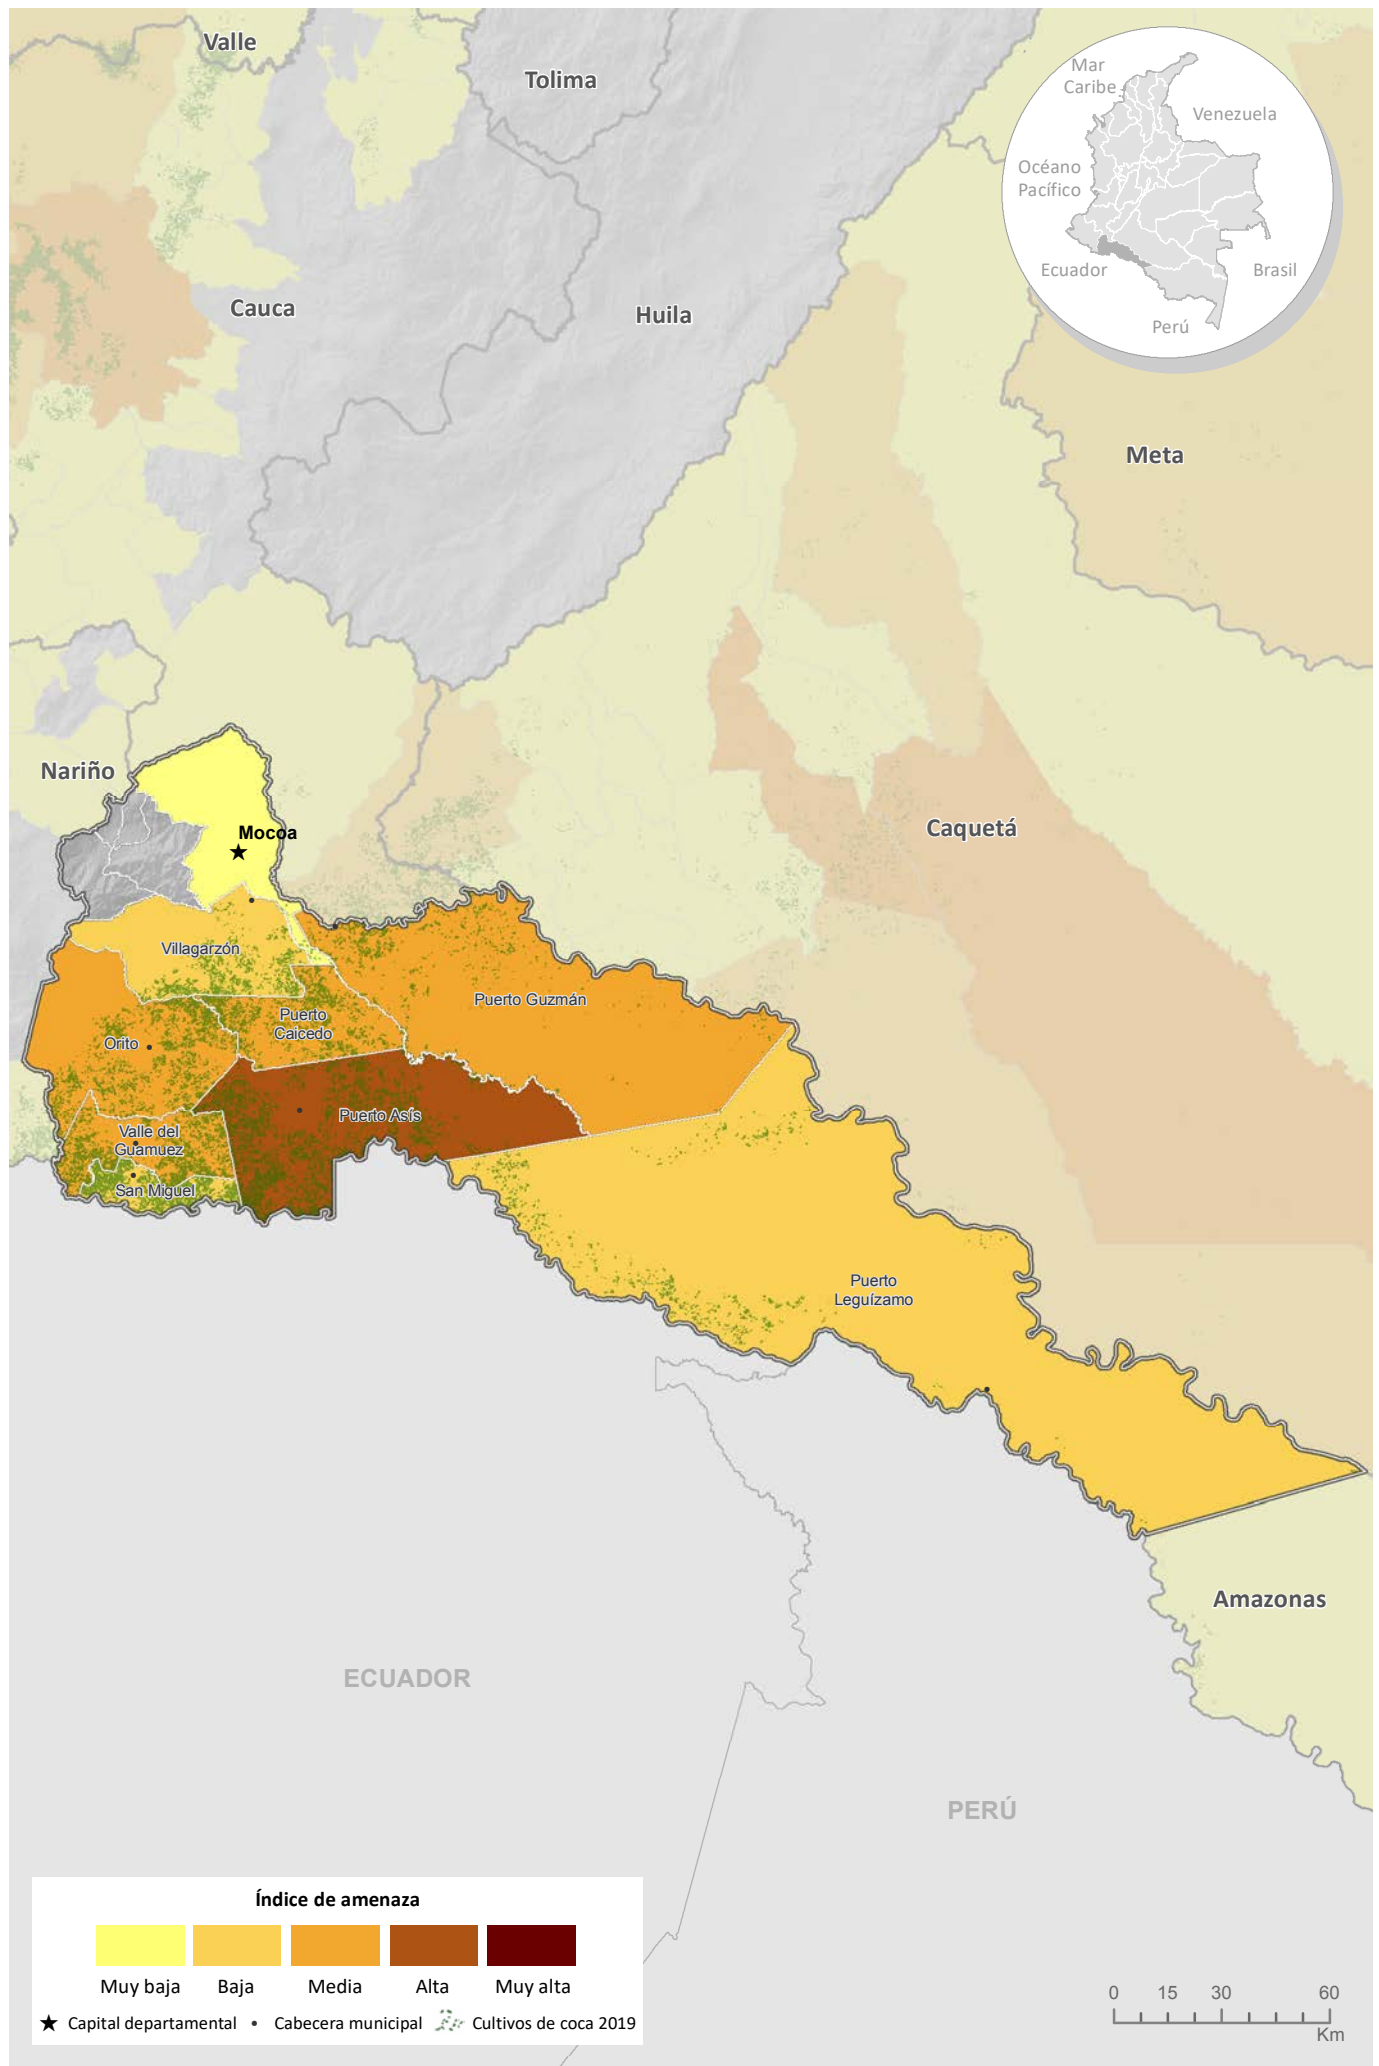 Valle
Tolima
Mar
Caribe
Venezuela
Océano
Pacífico
Ecuador
Brasil
Perú
Cauca
Huila
Meta
Nariño
Mocoa
Caquetá
Villagarzón
Puerto Guzmán
Puerto
Caicedo
Orito
Puerto Asís
Valle del
Guamuez
San Miguel
Puerto
Leguízamo
Amazonas
ECUADOR
PERÚ
Índice de amenaza
Muy baja
Baja
Media
Alta
Muy alta
Capital departamental
Cabecera municipal
Cultivos de coca 2019
0 15 30 60
Km